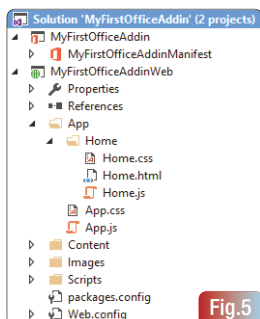 Solution 'MyFirstOfficeAddin' (2 projects)
MyFirstOfficeAddin
MyFirstOfficeAddinManifest
MyFirstOfficeAddinWeb
Properties
References
App
Home
Home.css
Home.html
Home.js
App.css
App.js
Content
Images
Scripts
packages.config
Web.config
Fig.5